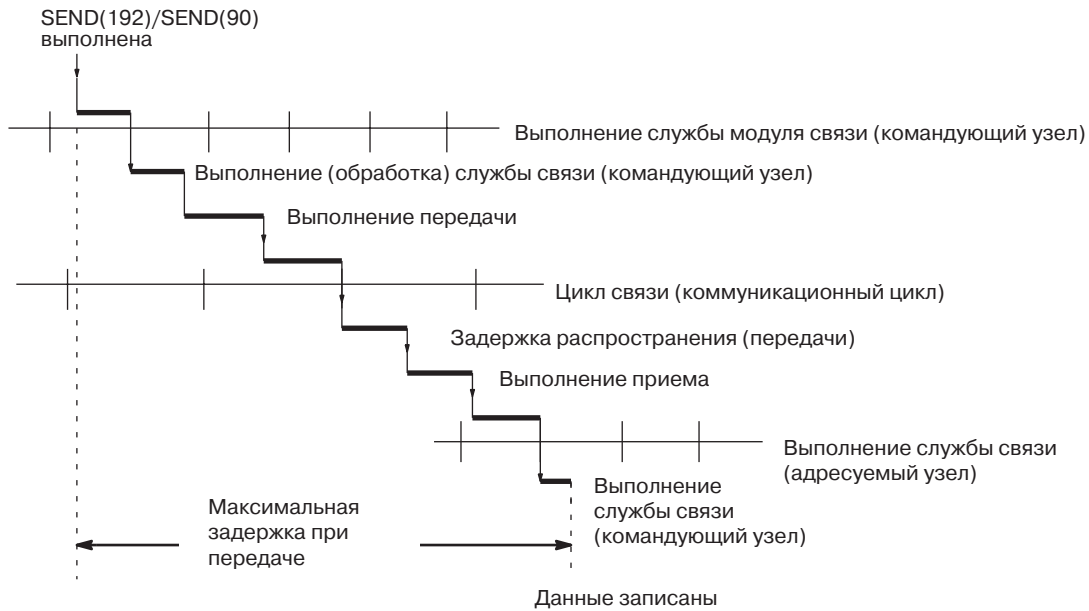 SEND(192)/SEND(90)
выполнена
Выполнение службы модуля связи (командующий узел)
Выполнение (обработка) службы связи (командующий узел)
Выполнение передачи
Цикл связи (коммуникационный цикл)
Задержка распространения (передачи)
Выполнение приема
Выполнение службы связи
(адресуемый узел)
Выполнение
службы связи
(командующий узел)
Максимальная
задержка при
передаче
Данные записаны